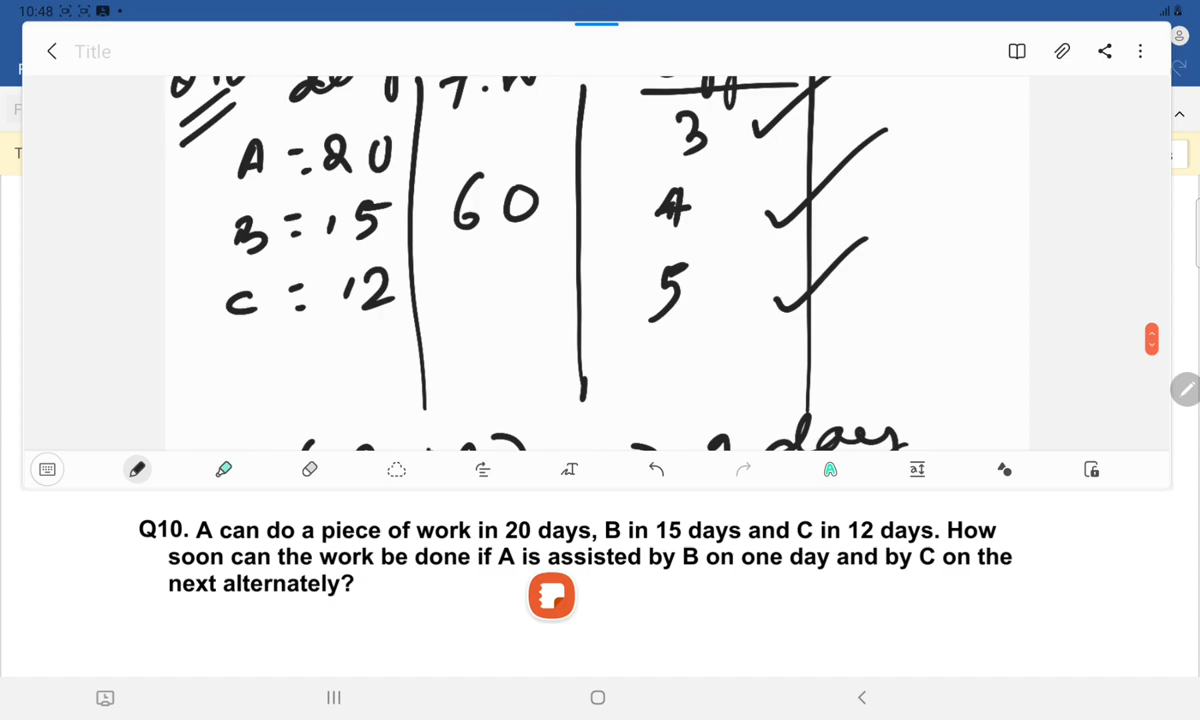 10:48
Title
T.W
3
A = 20
60
4
B = 15
5
C = 12
days
Q10. A can do a piece of work in 20 days, B in 15 days and C in 12 days. How
soon can the work be done if A is assisted by B on one day and by C on the
next alternately?